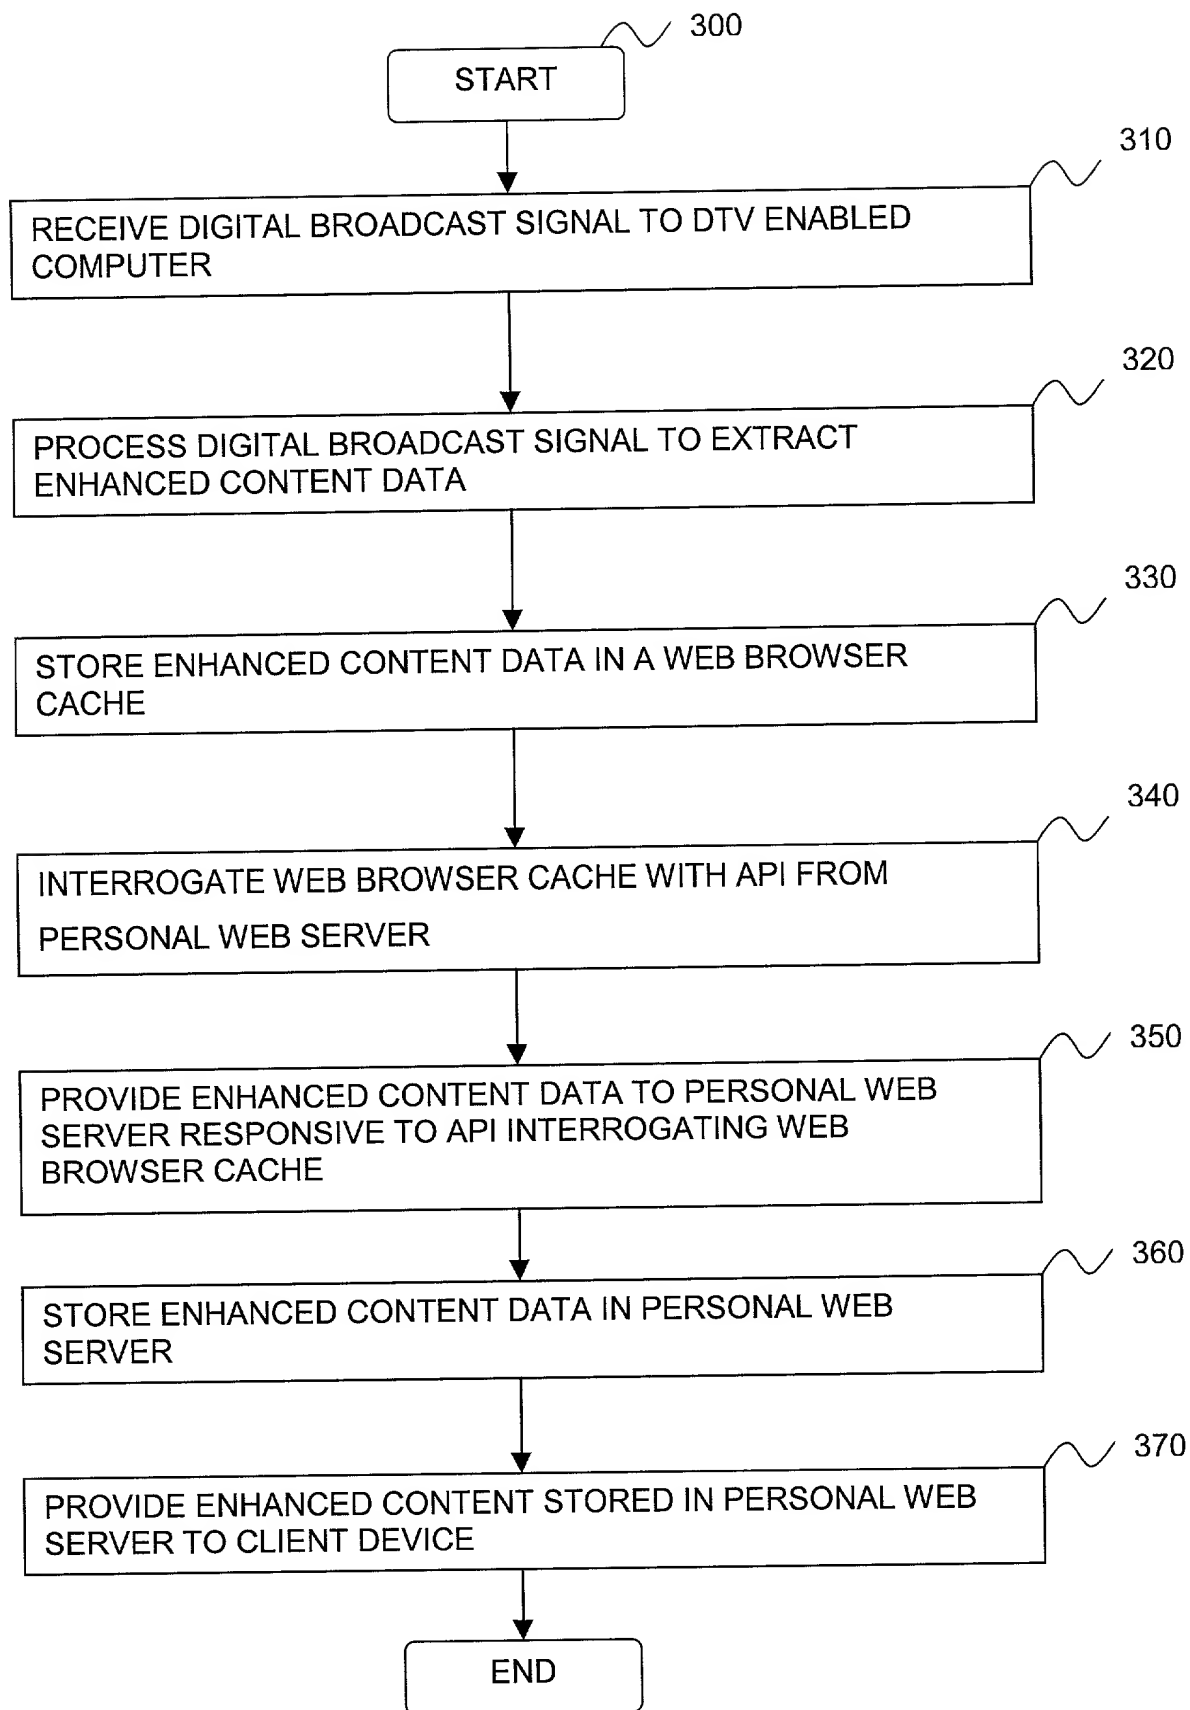 300
START
310
RECEIVE DIGITAL BROADCAST SIGNAL TO DTV ENABLED
COMPUTER
320
PROCESS DIGITAL BROADCAST SIGNAL TO EXTRACT
ENHANCED CONTENT DATA
330
STORE ENHANCED CONTENT DATA IN A WEB BROWSER
CACHE
340
INTERROGATE WEB BROWSER CACHE WITH API FROM
PERSONAL WEB SERVER
350
PROVIDE ENHANCED CONTENT DATA TO PERSONAL WEB
SERVER RESPONSIVE TO API INTERROGATING WEB
BROWSER CACHE
360
STORE ENHANCED CONTENT DATA IN PERSONAL WEB
SERVER
370
PROVIDE ENHANCED CONTENT STORED IN PERSONAL WEB
SERVER TO CLIENT DEVICE
END